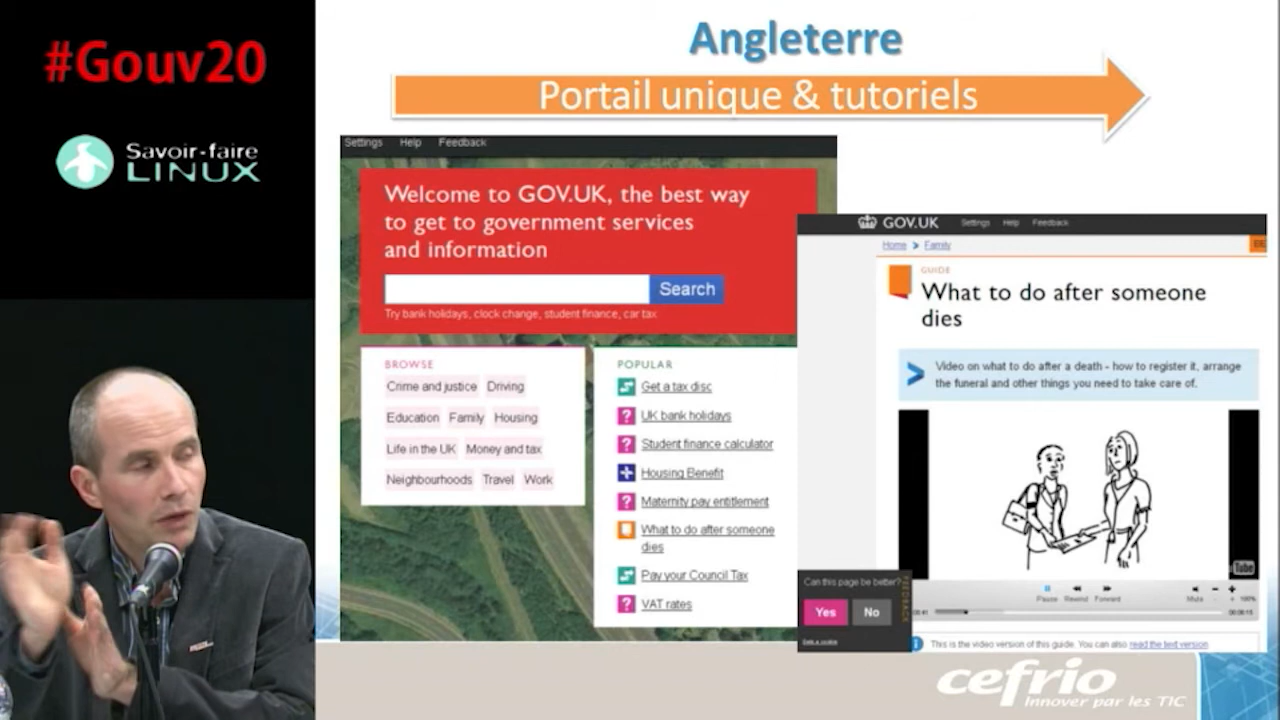 #Gouv20
Savoir-faire
LINUX
Angleterre
Portail unique & tutoriels
Settings Help Feedback
Welcome to GOV.UK, the best way
to get to government services
and information
Search
Try bank holidays, clock change, student finance, car tax
BROWSE
Crime and justice Driving
Education Family Housing
Life in the UK Money and tax
Neighbourhoods Travel Work
POPULAR
Get a tax disc
UK bank holidays
Student finance calculator
Housing Benefit
Maternity pay entitlement
What to do after someone
dies
Pay your Council Tax
VAT rates
GOV.UK Settings Help Feedback
Home > Family
GUIDE
What to do after someone
dies
Video on what to do after a death - how to register it, arrange
the funeral and other things you need to take care of.
Tube
Pause Rewind Forward Mute - + 100%
Can this page be better?
FEEDBACK
Yes No
This is the video version of this guide. You can also read the text version
cefrio
Innover par les TIC